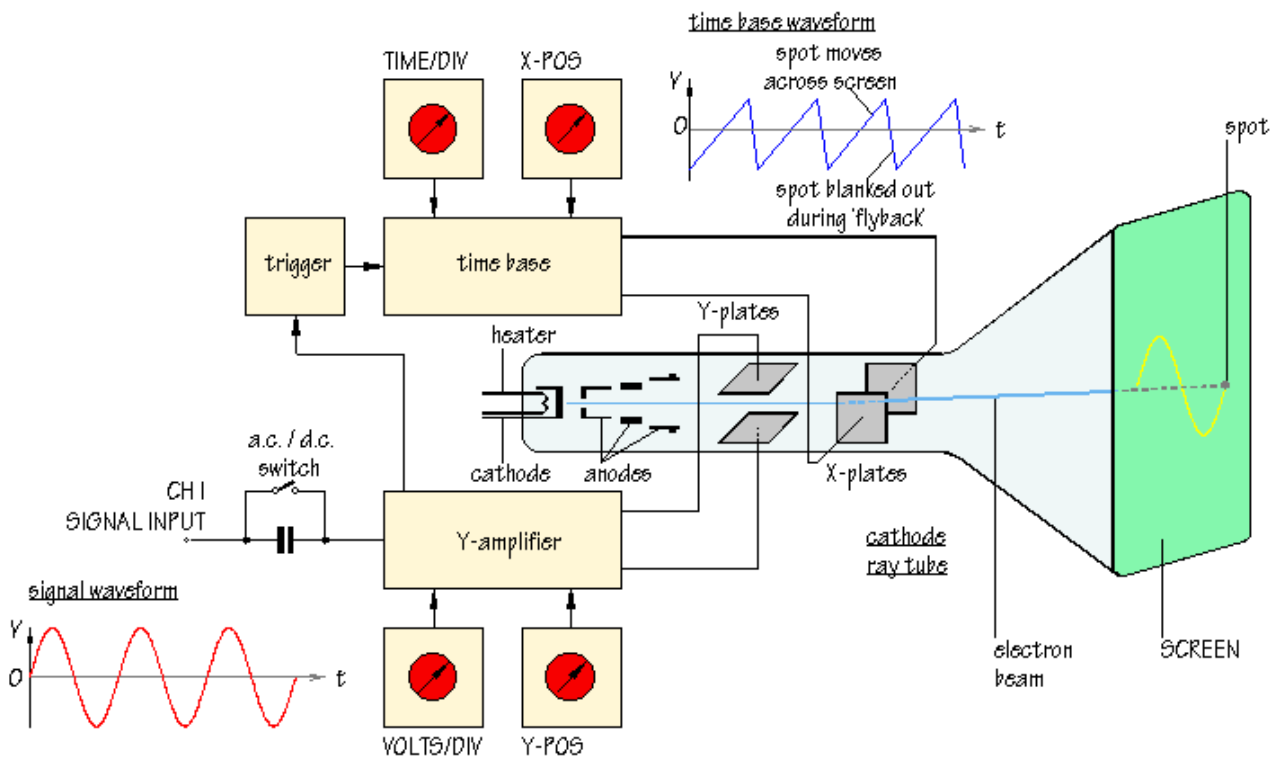 time base waveform
spot moves
across screen
TIME/DIV
X-POS
V
O
t
spot
spot blanked out
during 'flyback'
trigger
time base
Y-plates
heater
cathode
anodes
X-plates
a.c. / d.c.
switch
CH I
SIGNAL INPUT
Y-amplifier
cathode
ray tube
signal waveform
V
O
t
electron
beam
SCREEN
VOLTS/DIV
Y-POS